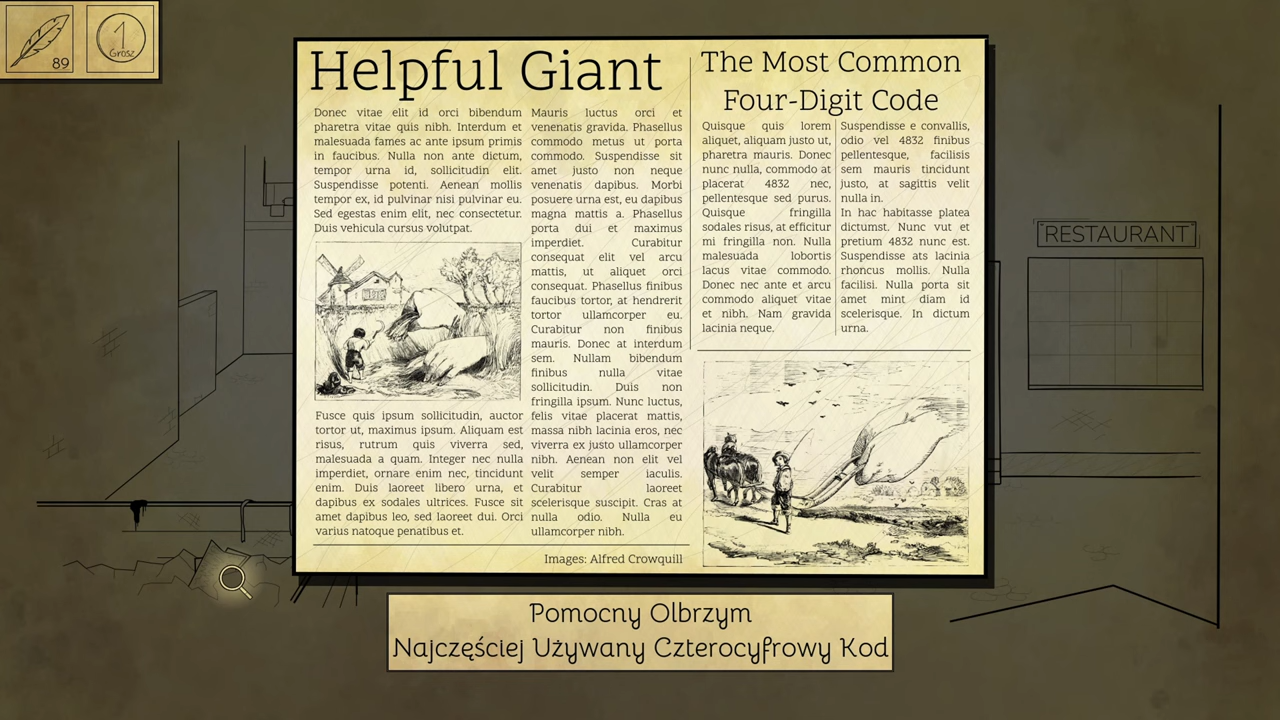 89
1
Grosz
Helpful Giant
Donec vitae elit id orci bibendum
pharetra vitae quis nibh. Interdum et
malesuada fames ac ante ipsum primis
in faucibus. Nulla non ante dictum,
tempor urna id, sollicitudin elit.
Suspendisse potenti. Aenean mollis
tempor ex, id pulvinar nisi pulvinar eu.
Sed egestas enim elit, nec consectetur.
Duis vehicula cursus volutpat.
Fusce quis ipsum sollicitudin, auctor
tortor ut, maximus ipsum. Aliquam est
risus, rutrum quis viverra sed,
malesuada a quam. Integer nec nulla
imperdiet, ornare enim nec, tincidunt
enim. Duis laoreet libero urna, et
dapibus ex sodales ultrices. Fusce sit
amet dapibus leo, sed laoreet dui. Orci
varius natoque penatibus et.
Mauris luctus orci et
venenatis gravida. Phasellus
commodo metus ut porta
commodo. Suspendisse sit
amet justo non neque
venenatis dapibus. Morbi
posuere urna est, eu dapibus
magna mattis a. Phasellus
porta dui et maximus
imperdiet. Curabitur
consequat elit vel arcu
mattis, ut aliquet orci
consequat. Phasellus finibus
faucibus tortor, at hendrerit
tortor ullamcorper eu.
Curabitur non finibus
mauris. Donec at interdum
sem. Nullam bibendum
finibus nulla vitae
sollicitudin. Duis non
fringilla ipsum. Nunc luctus,
felis vitae placerat mattis,
massa nibh lacinia eros, nec
viverra ex justo ullamcorper
nibh. Aenean non elit vel
velit semper iaculis.
Curabitur laoreet
scelerisque suscipit. Cras at
nulla odio. Nulla eu
ullamcorper nibh.
Images: Alfred Crowquill
The Most Common
Four-Digit Code
Quisque quis lorem
aliquet, aliquam justo ut,
pharetra mauris. Donec
nunc nulla, commodo at
placerat 4832 nec,
pellentesque sed purus.
Quisque fringilla
sodales risus, at efficitur
mi fringilla non. Nulla
malesuada lobortis
lacus vitae commodo.
Donec nec ante et arcu
commodo aliquet vitae
et nibh. Nam gravida
lacinia neque.
Suspendisse e convallis,
odio vel 4832 finibus
pellentesque, facilisis
sem mauris tincidunt
justo, at sagittis velit
nulla in.
In hac habitasse platea
dictumst. Nunc vut et
pretium 4832 nunc est.
Suspendisse ats lacinia
rhoncus mollis. Nulla
facilisi. Nulla porta sit
amet mint diam id
scelerisque. In dictum
urna.
RESTAURANT
Pomocny Olbrzym
Najczęściej Używany Czterocyfrowy Kod